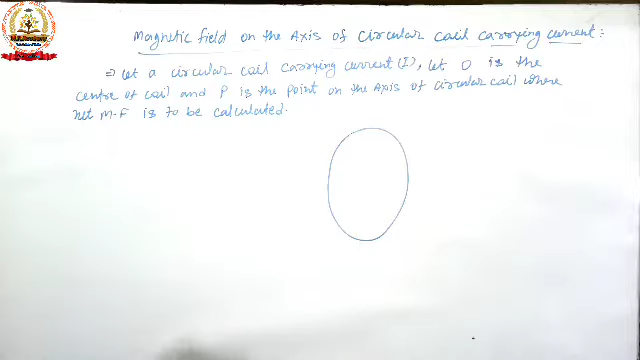 Magnetic field on the Axis of circular coil carrying current:
⇒ Let a circular coil carrying current (I), let O is the
centre of coil and P is the point on the Axis of circular coil where
net M.F is to be calculated.